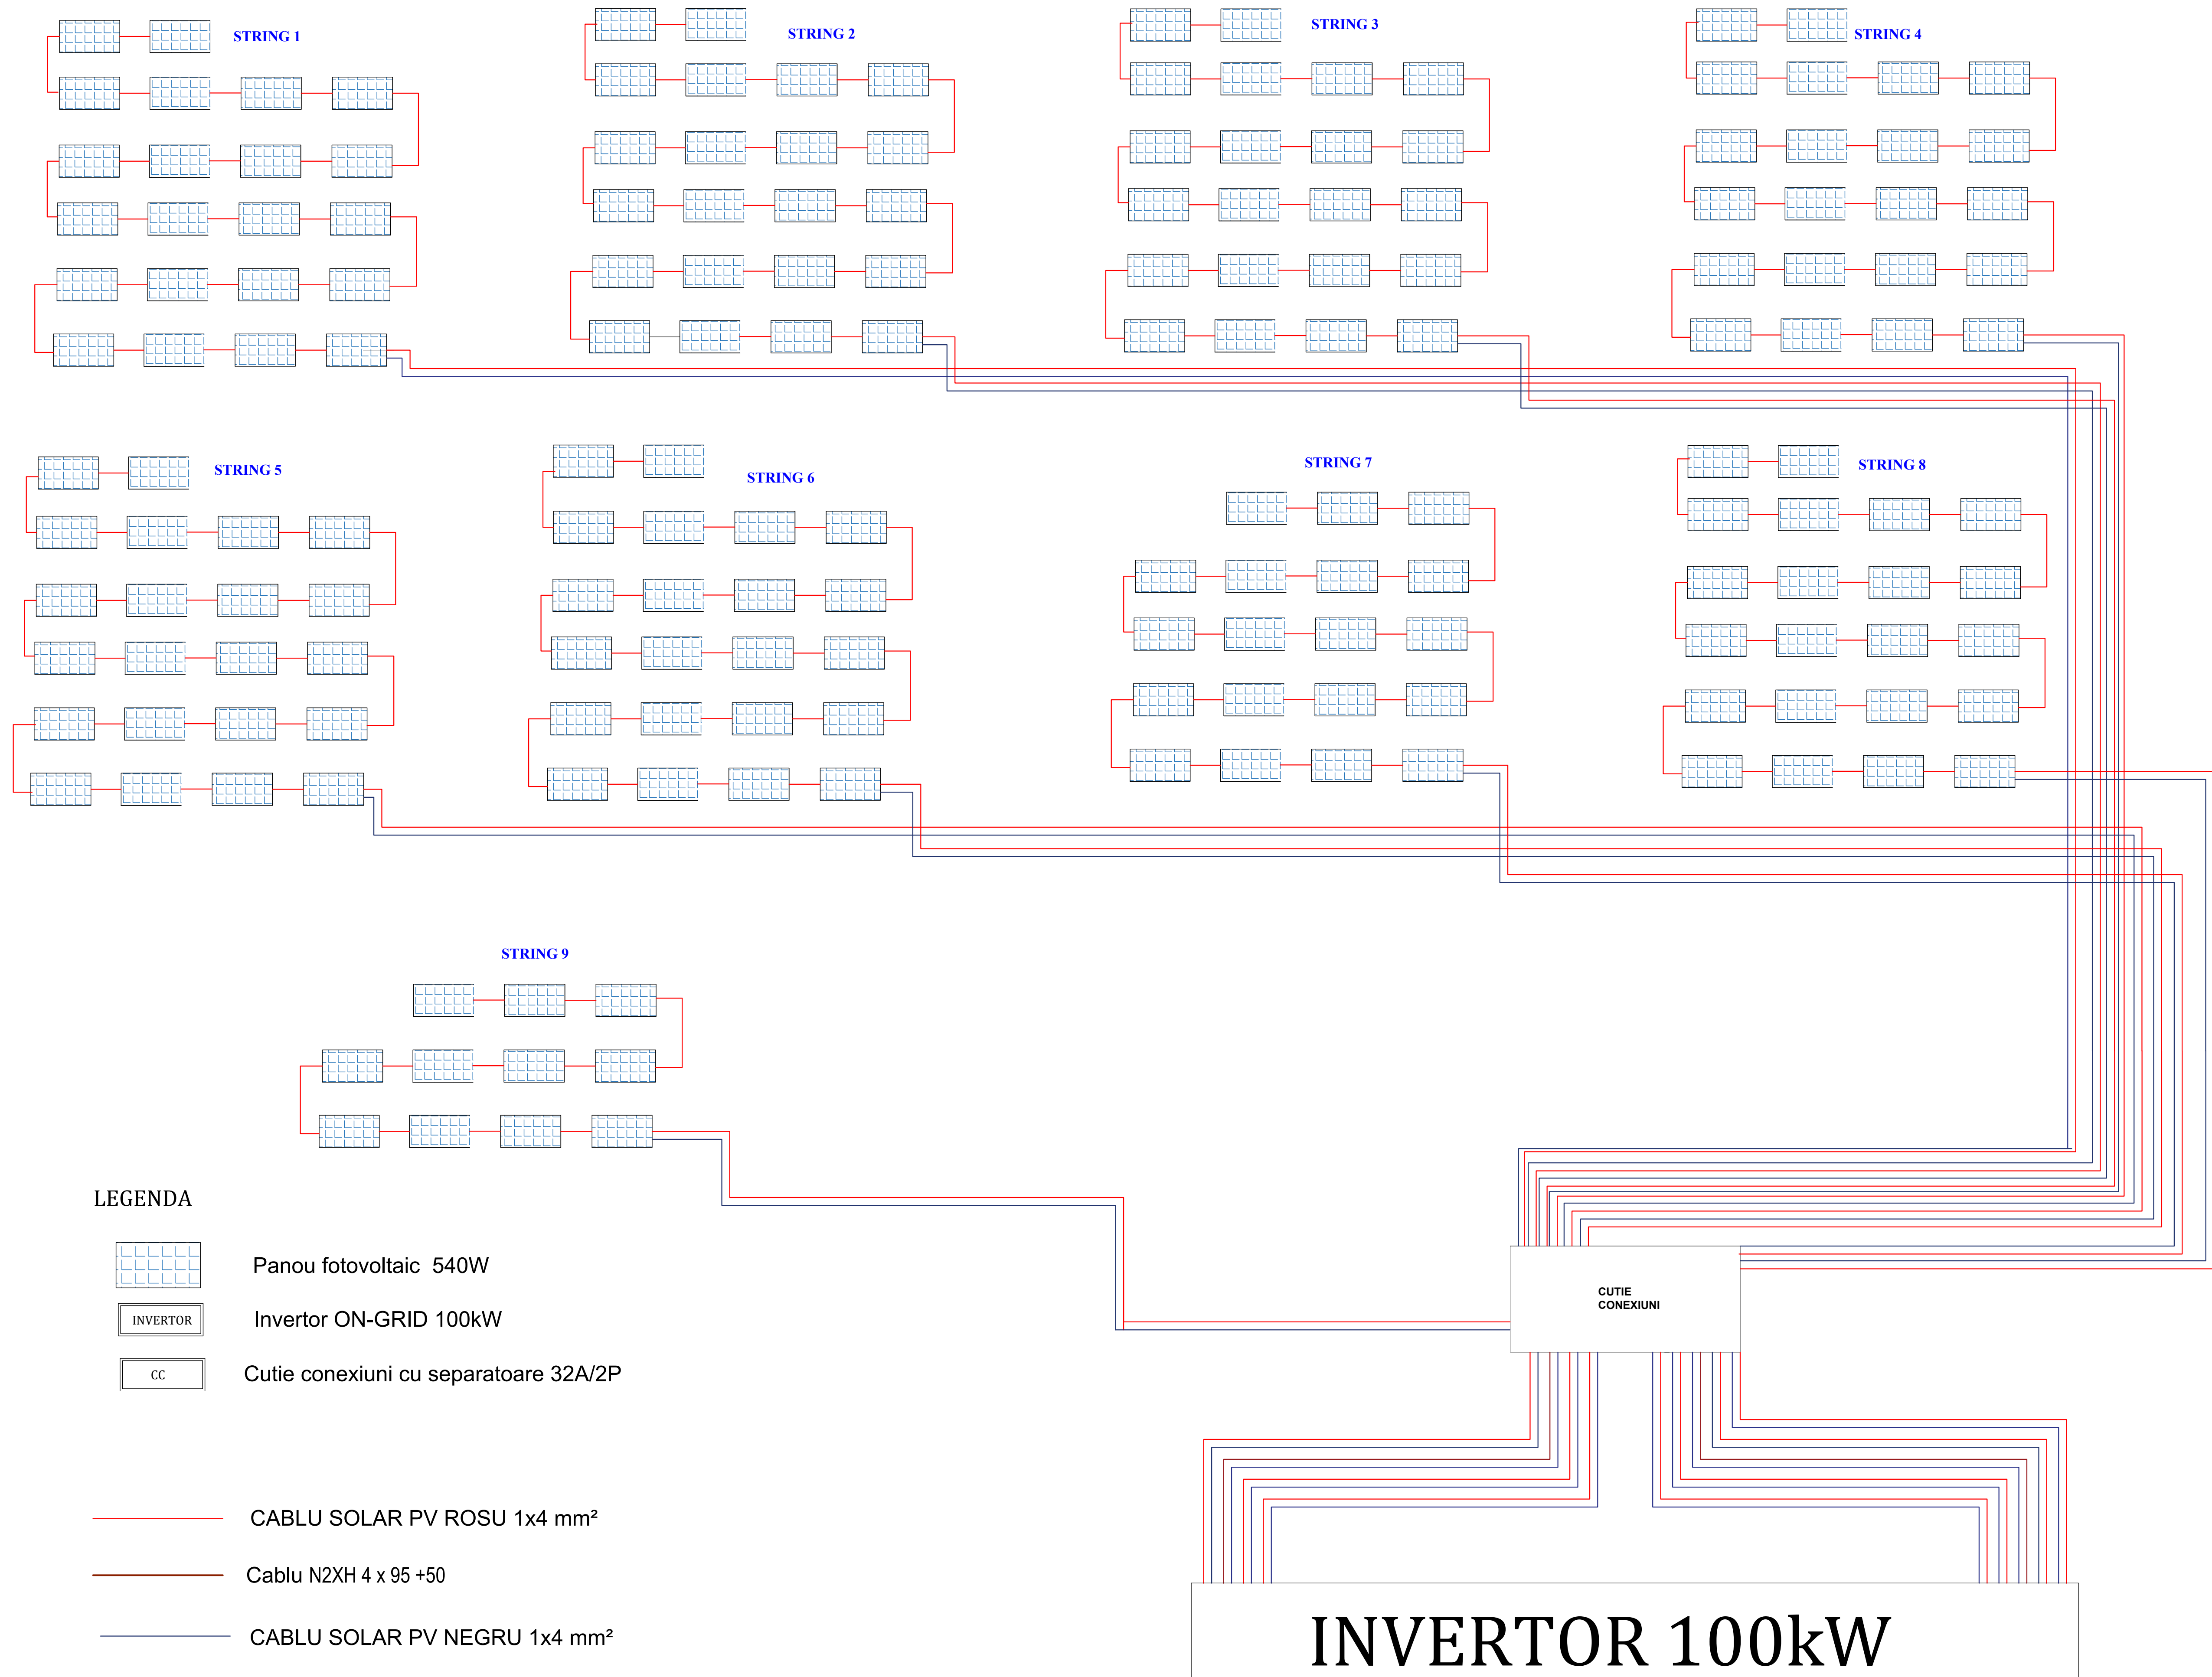 STRING 1
STRING 2
STRING 3
STRING 4
STRING 5
STRING 6
STRING 7
STRING 8
STRING 9
LEGENDA
Panou fotovoltaic 540W
INVERTOR
Invertor ON-GRID 100kW
CC
Cutie conexiuni cu separatoare 32A/2P
CUTIE
CONEXIUNI
CABLU SOLAR PV ROSU 1x4 mm²
Cablu N2XH 4 x 95 +50
CABLU SOLAR PV NEGRU 1x4 mm²
INVERTOR 100kW